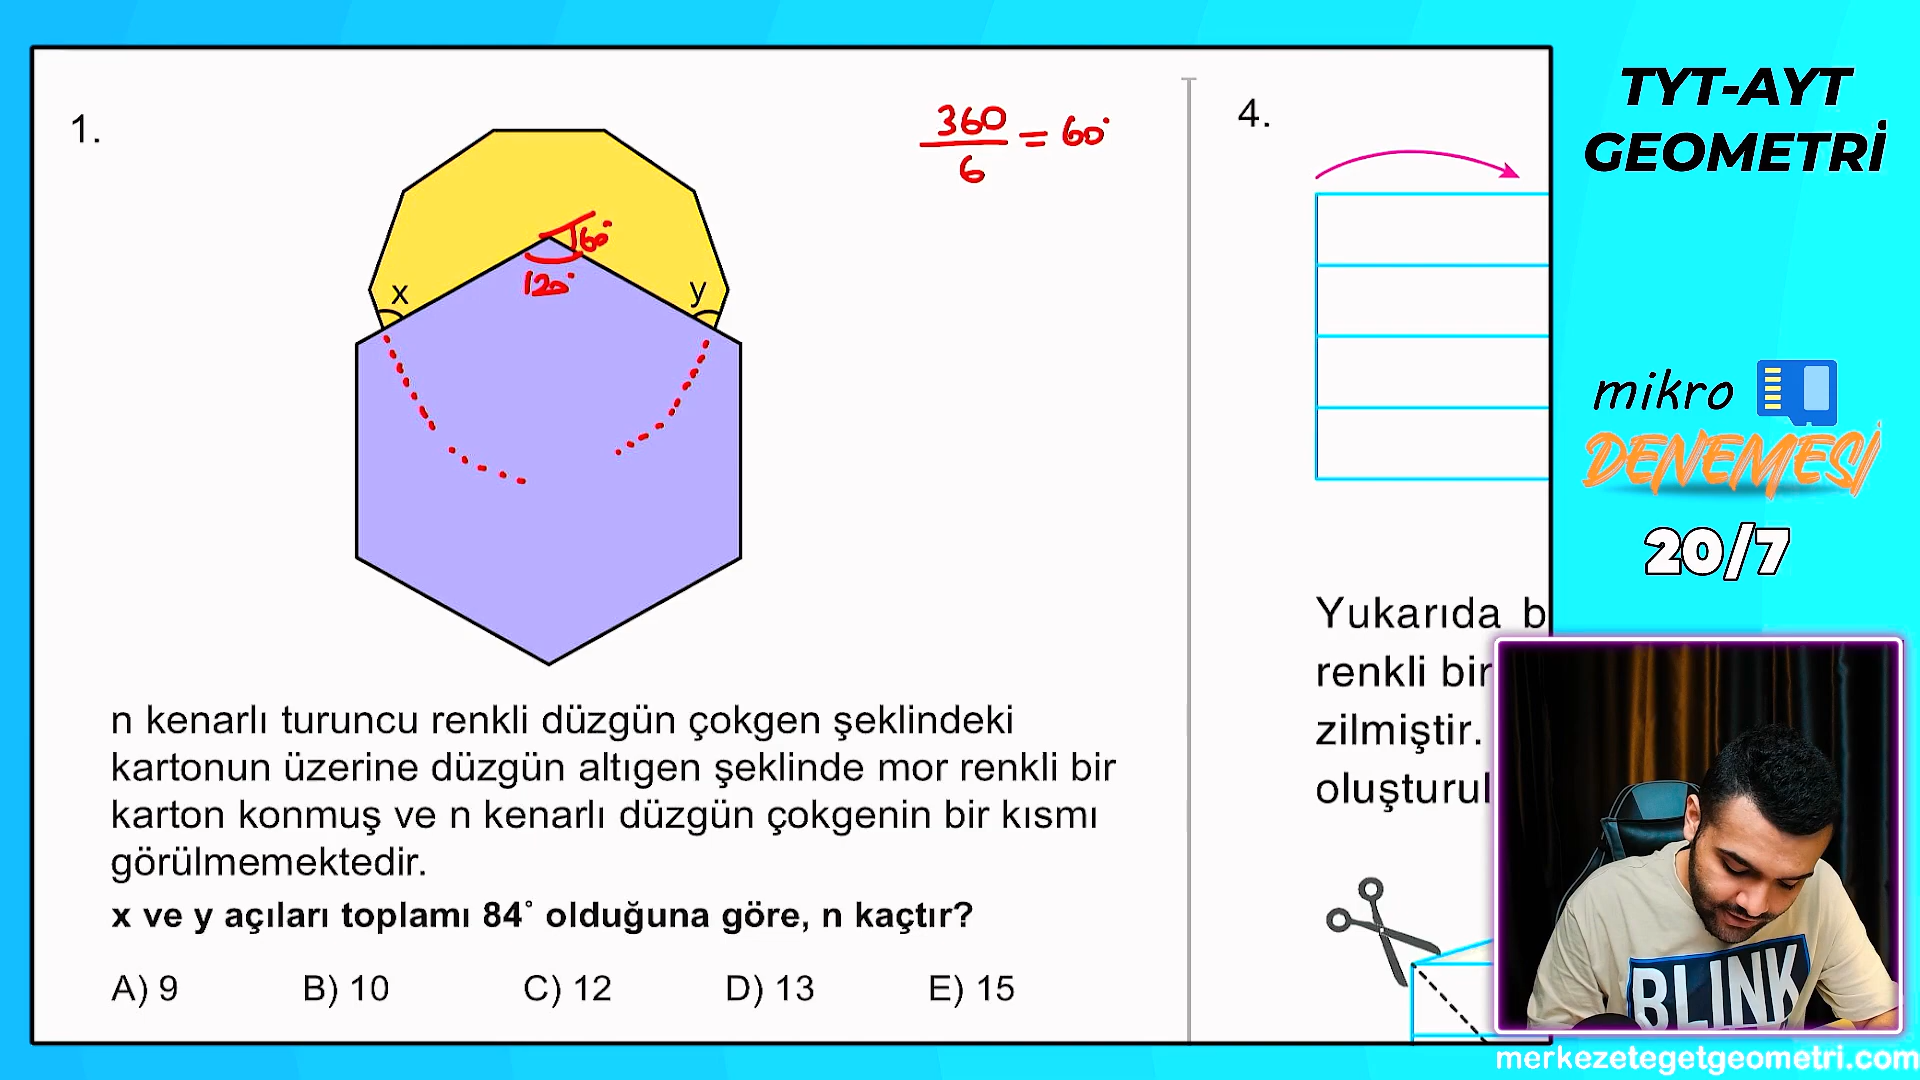 1.
360
6
= 60°
60°
120°
x
y
n kenarlı turuncu renkli düzgün çokgen şeklindeki
kartonun üzerine düzgün altıgen şeklinde mor renkli bir
karton konmuş ve n kenarlı düzgün çokgenin bir kısmı
görülmemektedir.
x ve y açıları toplamı 84° olduğuna göre, n kaçtır?
A) 9 B) 10 C) 12 D) 13 E) 15
4.
Yukarıda b
renkli bir
zilmiştir.
oluşturul
TYT-AYT
GEOMETRİ
mikro
DENEMESİ
20/7
BLINK
merkezetegetgeometri.com